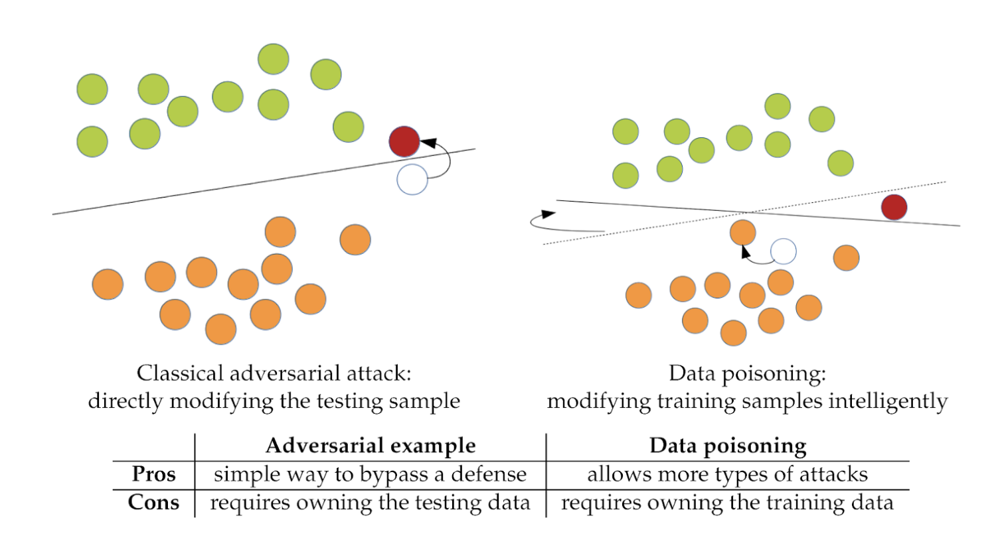 Classical adversarial attack:
directly modifying the testing sample
Data poisoning:
modifying training samples intelligently
Adversarial example Data poisoning
Pros simple way to bypass a defense allows more types of attacks
Cons requires owning the testing data requires owning the training data